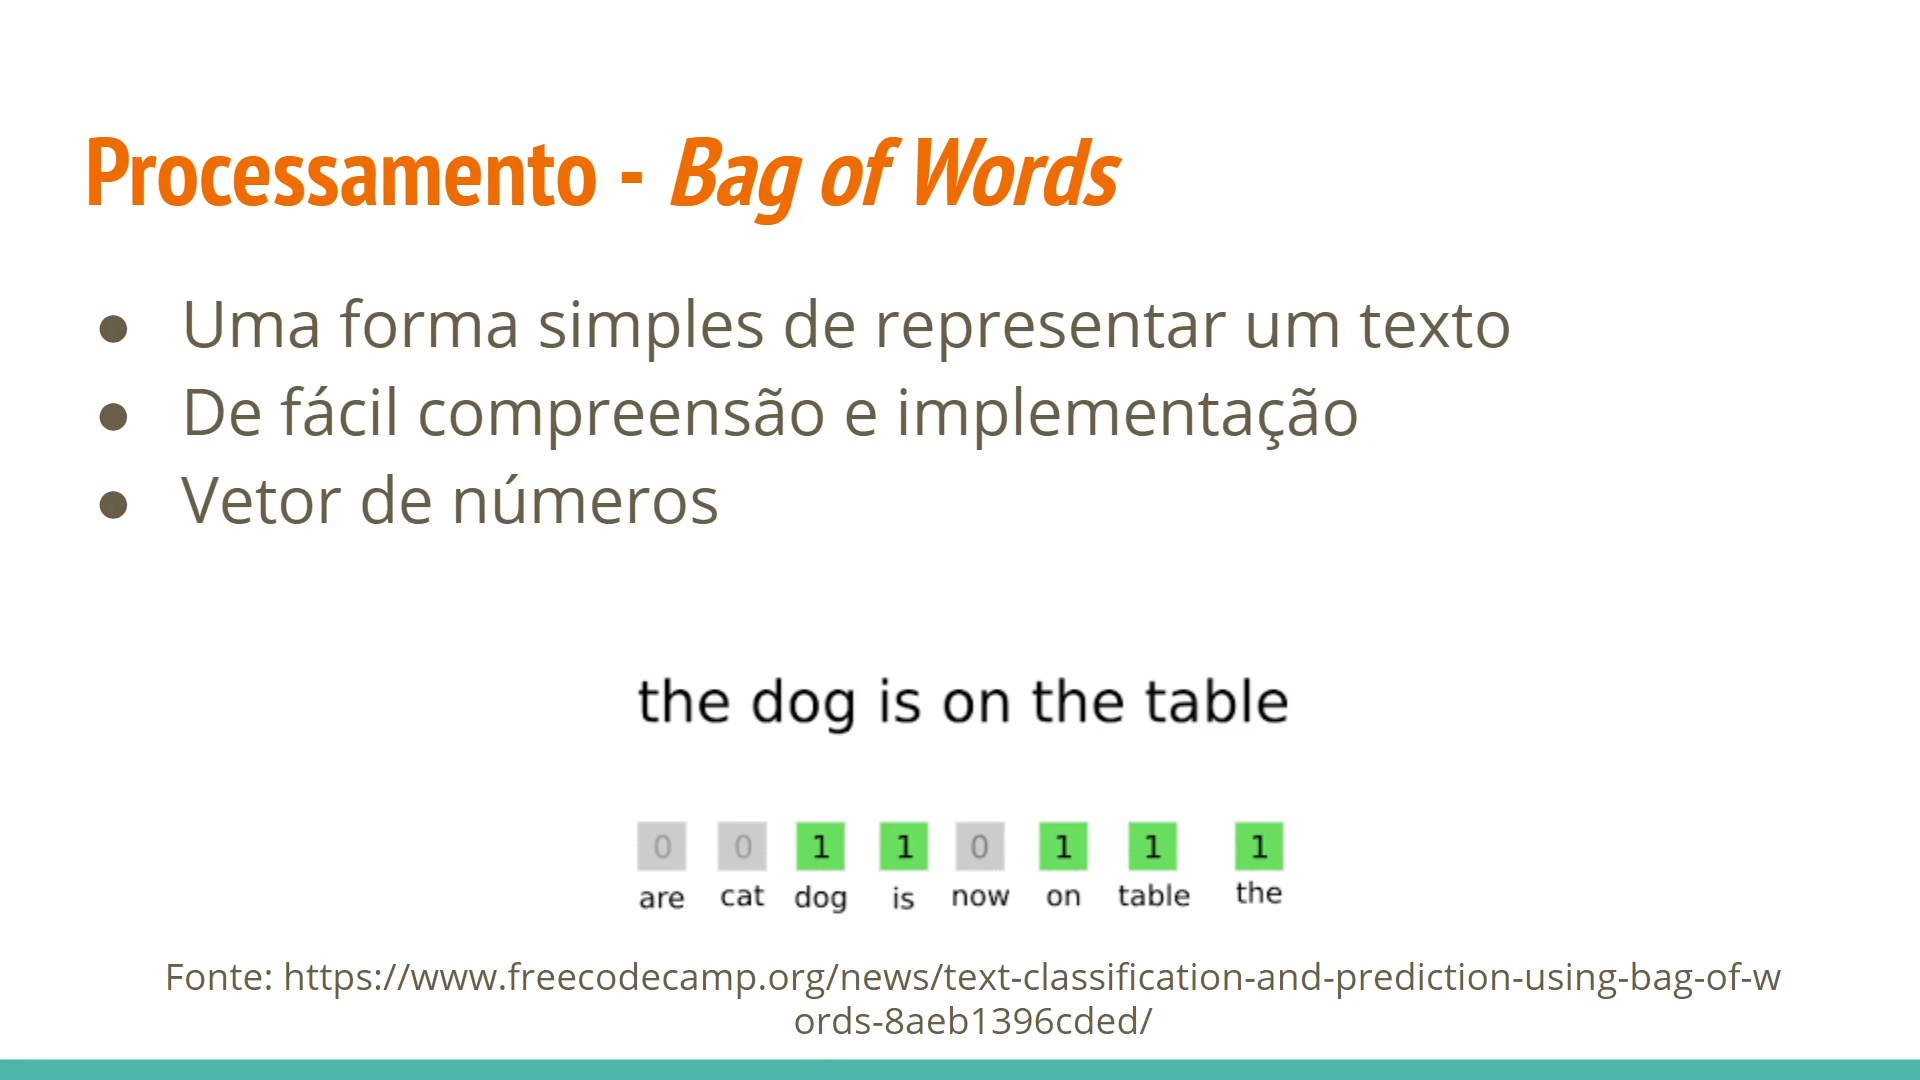 Processamento - Bag of Words
● Uma forma simples de representar um texto
● De fácil compreensão e implementação
● Vetor de números
the dog is on the table
0 0 1 1 0 1 1 1
are cat dog is now on table the
Fonte: https://www.freecodecamp.org/news/text-classification-and-prediction-using-bag-of-w
ords-8aeb1396cded/